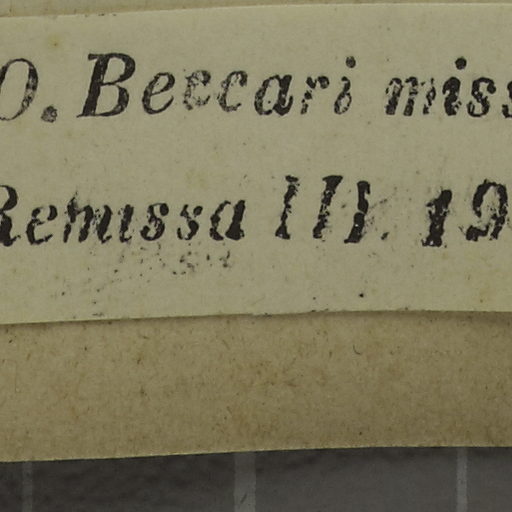 O. Beccari miss
Remissa III. 19